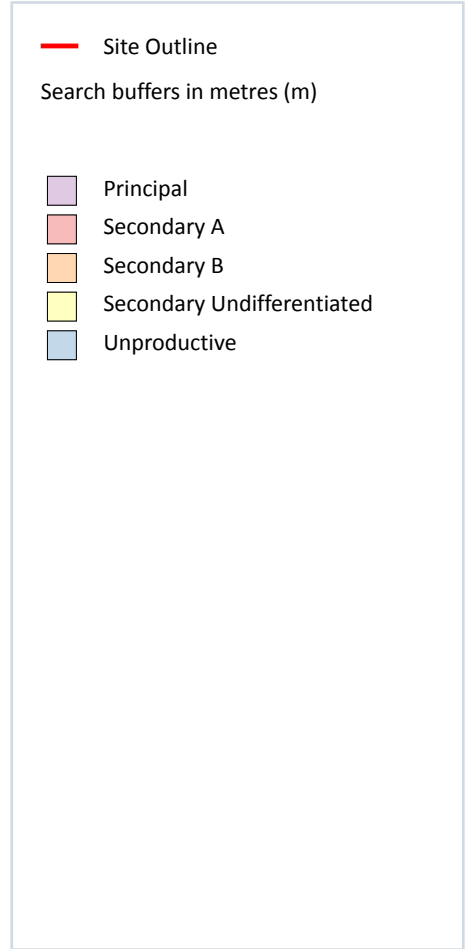 Site Outline
Search buffers in metres (m)
Principal
Secondary A
Secondary B
Secondary Undifferentiated
Unproductive